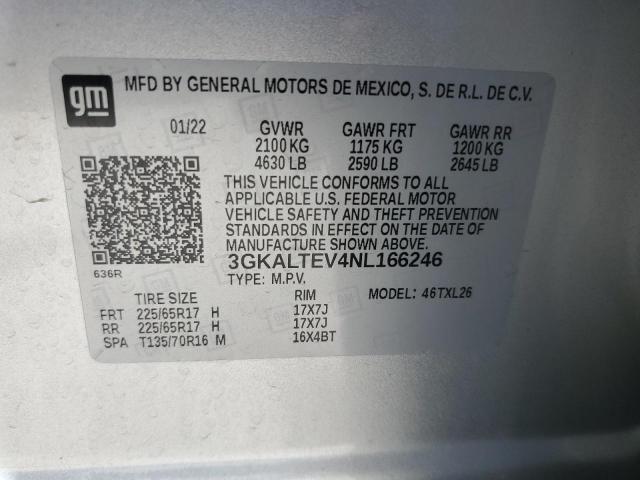 gm
MFD BY GENERAL MOTORS DE MEXICO, S. DE R.L. DE C.V.
01/22 GVWR GAWR FRT GAWR RR
2100 KG 1175 KG 1200 KG
4630 LB 2590 LB 2645 LB
THIS VEHICLE CONFORMS TO ALL
APPLICABLE U.S. FEDERAL MOTOR
VEHICLE SAFETY AND THEFT PREVENTION
STANDARDS IN EFFECT ON THE DATE OF
MANUFACTURE SHOWN ABOVE.
636R
3GKALTEV4NL166246
TYPE: M.P.V. MODEL: 46TXL26
TIRE SIZE RIM
FRT 225/65R17 H 17X7J
RR 225/65R17 H 17X7J
SPA T135/70R16 M 16X4BT